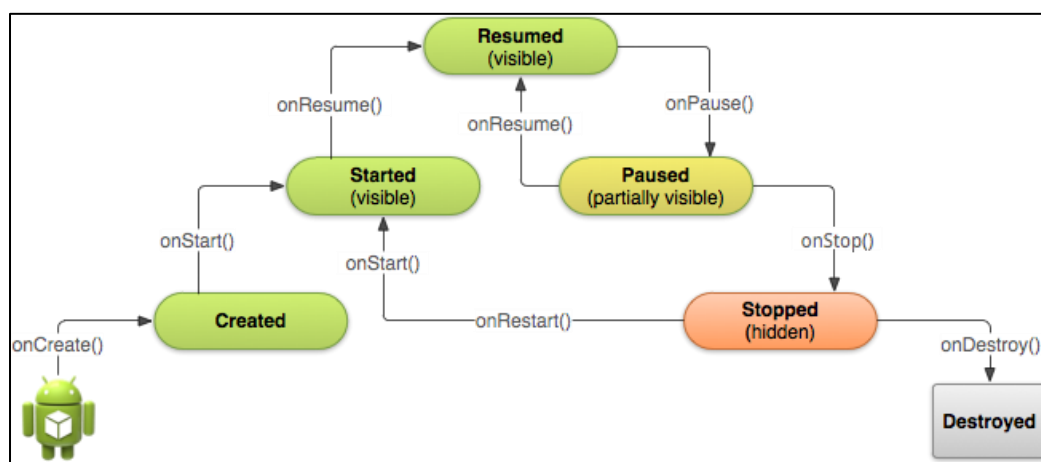 Resumed
(visible)
onResume()
onResume()
onPause()
Started
(visible)
Paused
(partially visible)
onStart()
onStart()
onStop()
Created
onRestart()
Stopped
(hidden)
onCreate()
onDestroy()
Destroyed